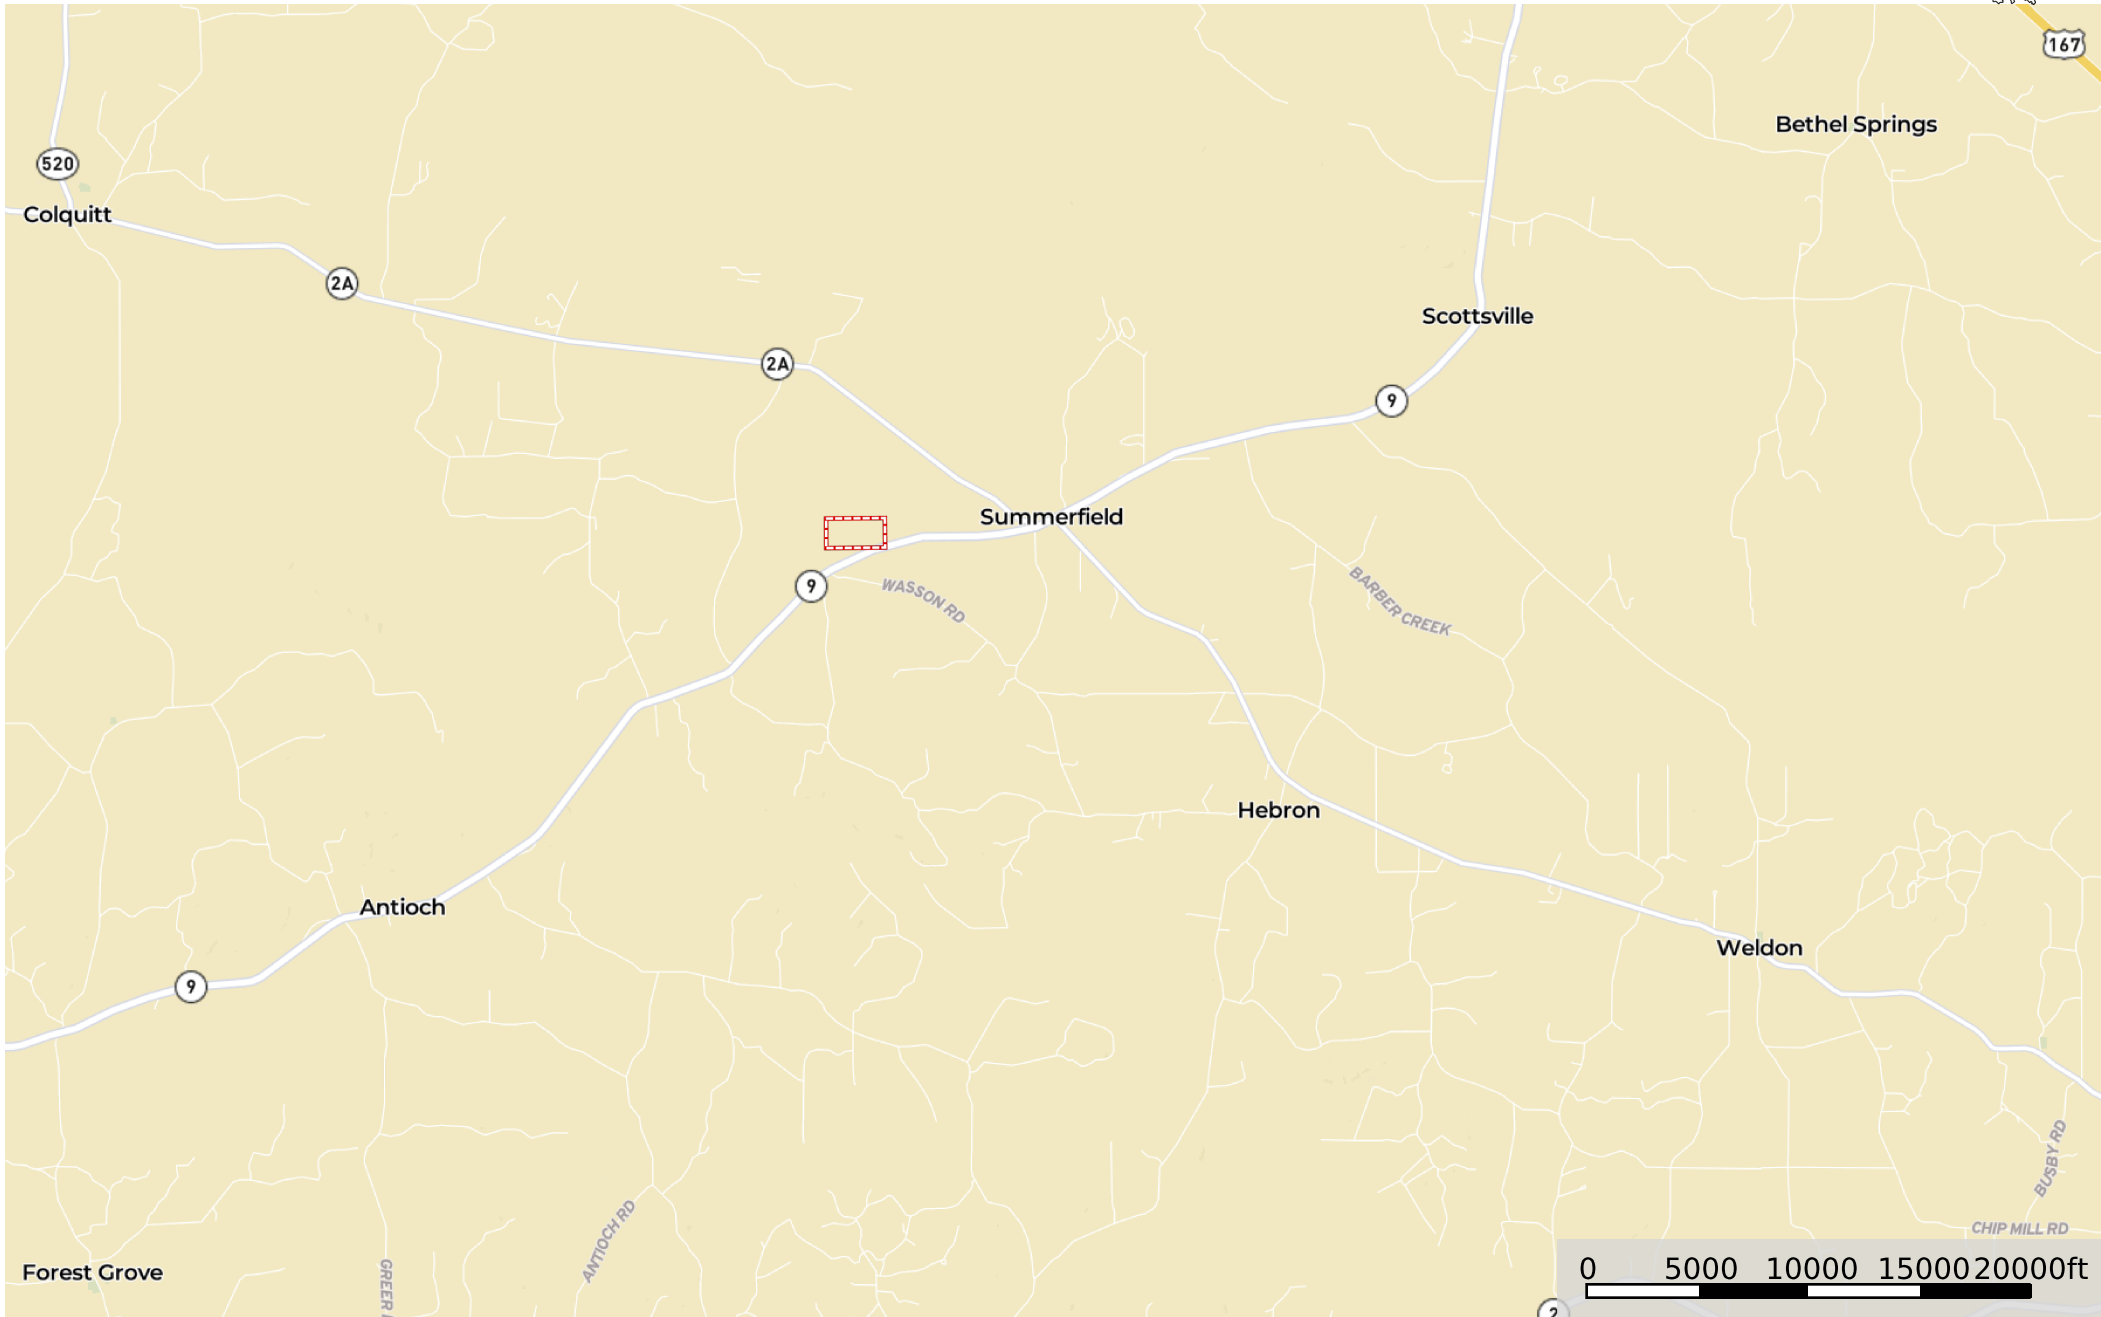 167
Bethel Springs
520
Colquitt
2A
Scottsville
2A
9
Summerfield
9
WASSON RD
BARBER CREEK
Hebron
Antioch
Weldon
9
BUSBY RD
ANTIOCH RD
CHIP MILL RD
Forest Grove
GREER
0 5000 10000 15000 20000ft
2